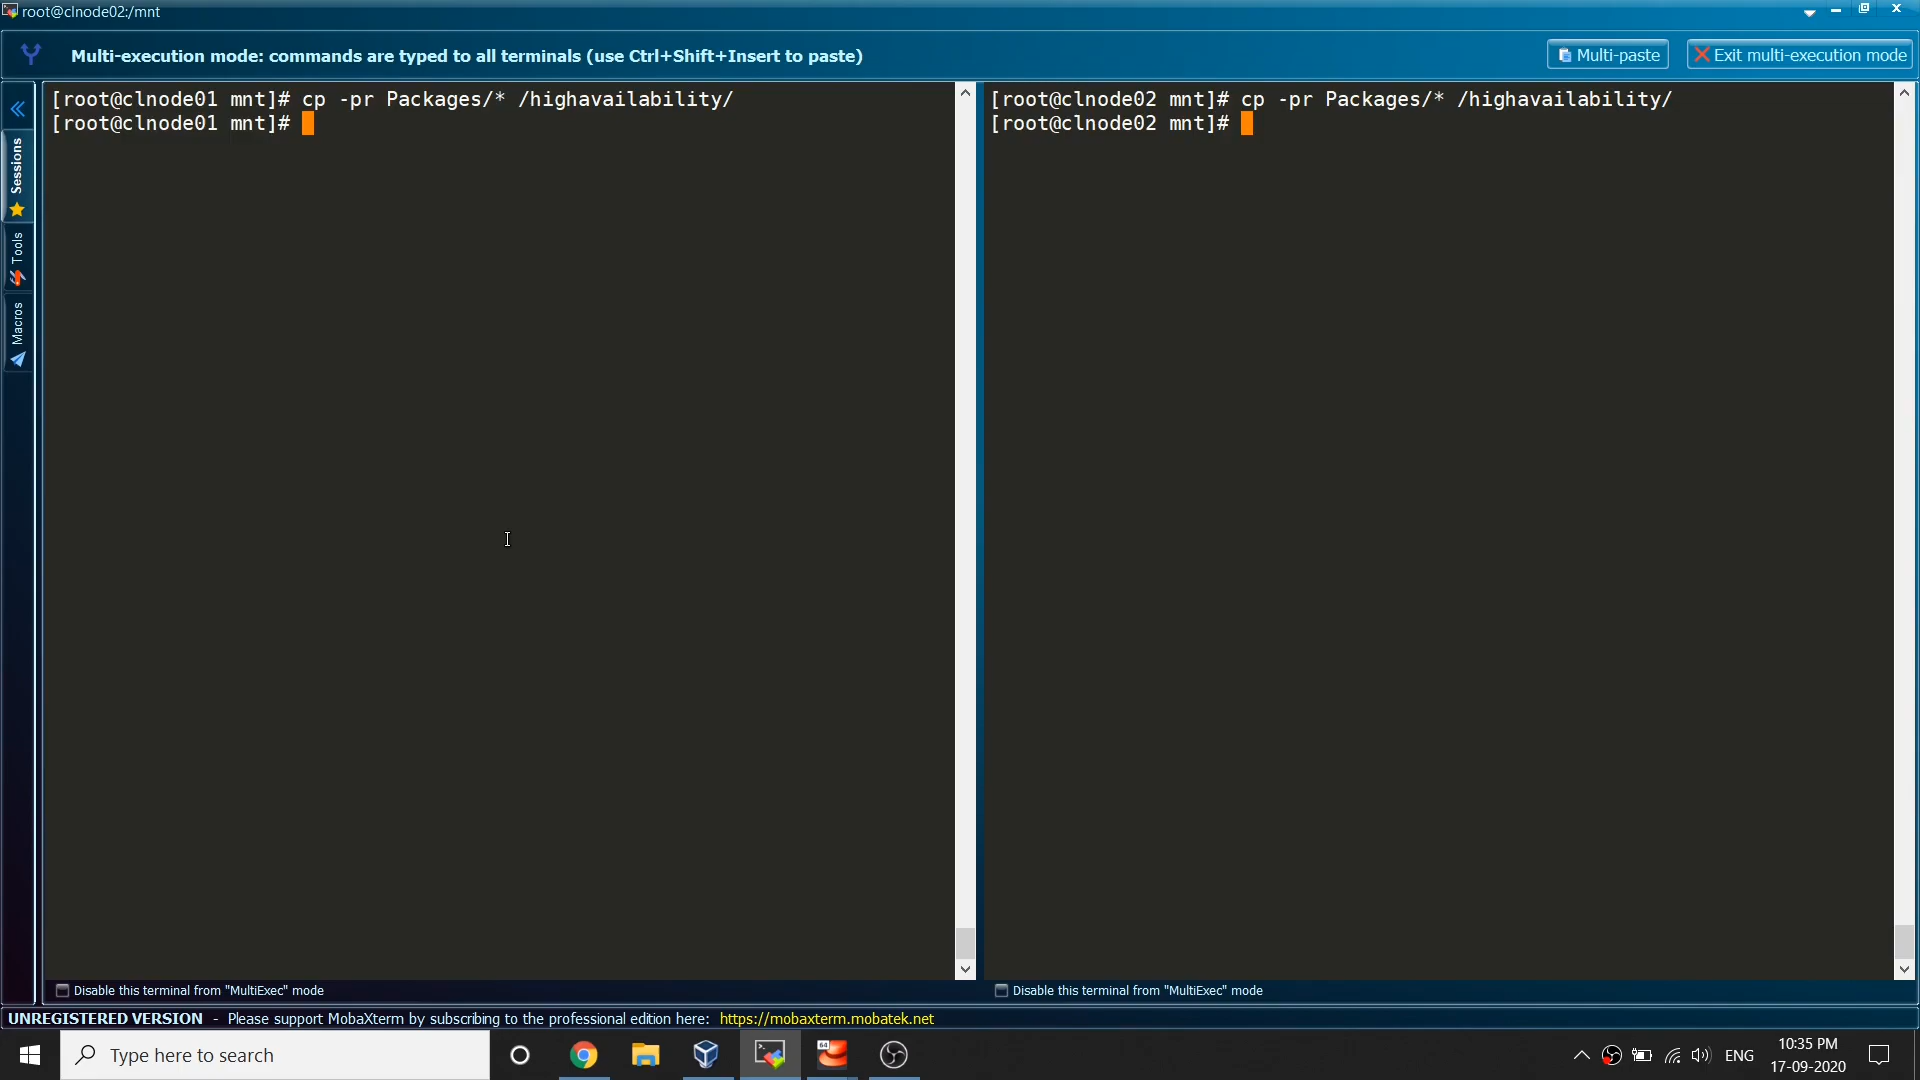 root@clnode02:/mnt
Multi-execution mode: commands are typed to all terminals (use Ctrl+Shift+Insert to paste)
Multi-paste
Exit multi-execution mode
Sessions
Tools
Macros
[root@clnode01 mnt]# cp -pr Packages/* /highavailability/
[root@clnode01 mnt]#
[root@clnode02 mnt]# cp -pr Packages/* /highavailability/
[root@clnode02 mnt]#
Disable this terminal from "MultiExec" mode
Disable this terminal from "MultiExec" mode
UNREGISTERED VERSION - Please support MobaXterm by subscribing to the professional edition here: https://mobaxterm.mobatek.net
Type here to search
64
ENG
10:35 PM
17-09-2020